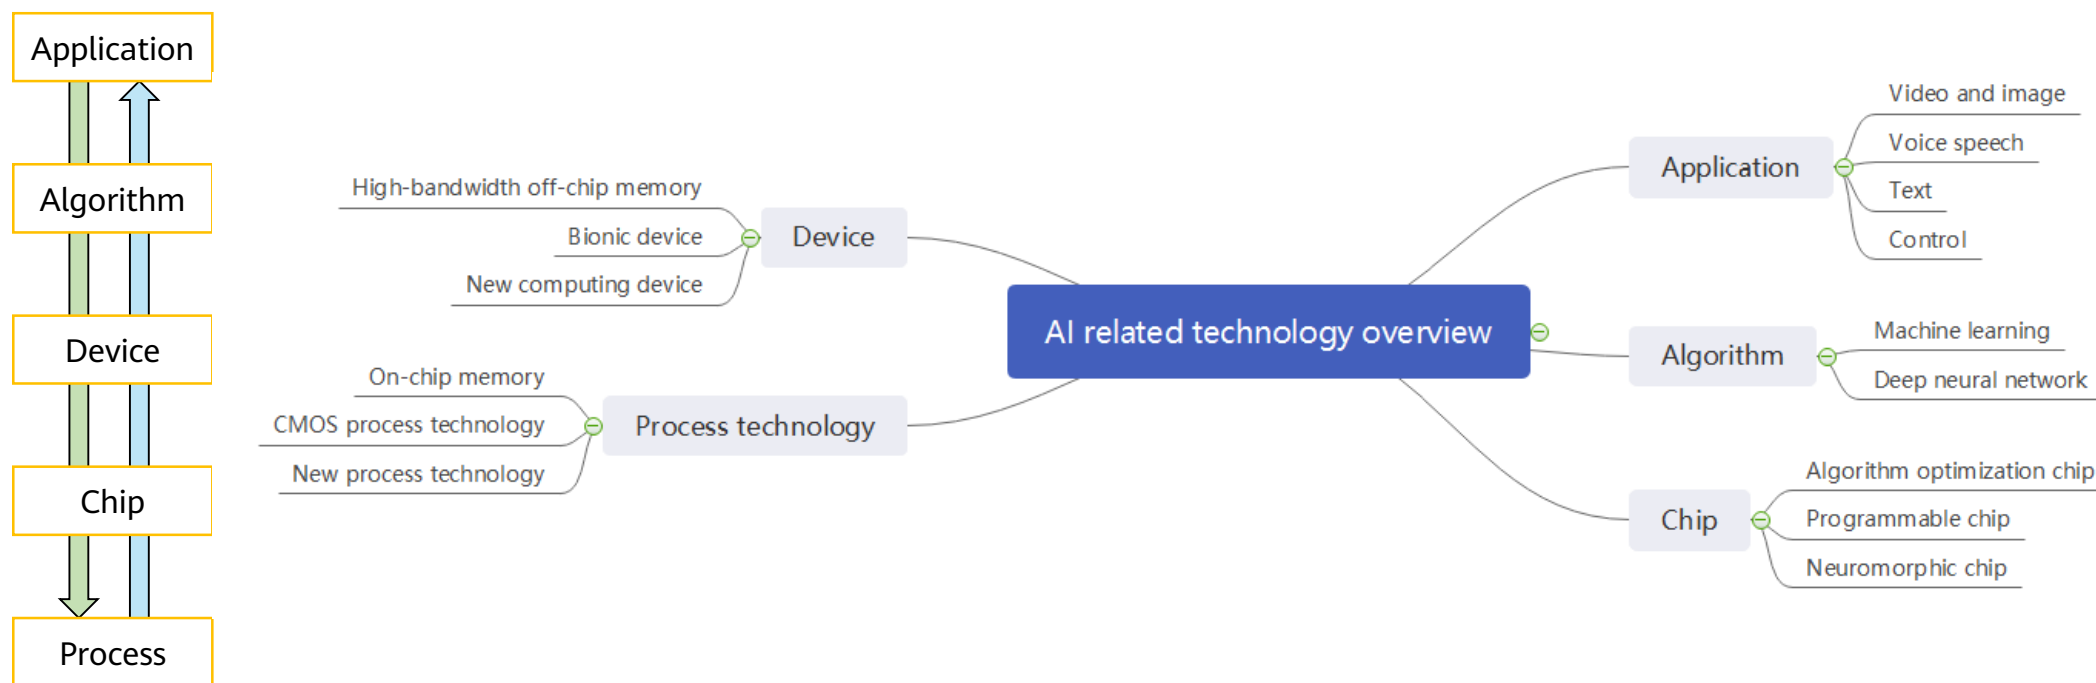 Application
Algorithm
Device
Chip
Process
High-bandwidth off-chip memory
Bionic device
New computing device
Device
On-chip memory
CMOS process technology
New process technology
Process technology
AI related technology overview
Application
Video and image
Voice speech
Text
Control
Algorithm
Machine learning
Deep neural network
Chip
Algorithm optimization chip
Programmable chip
Neuromorphic chip